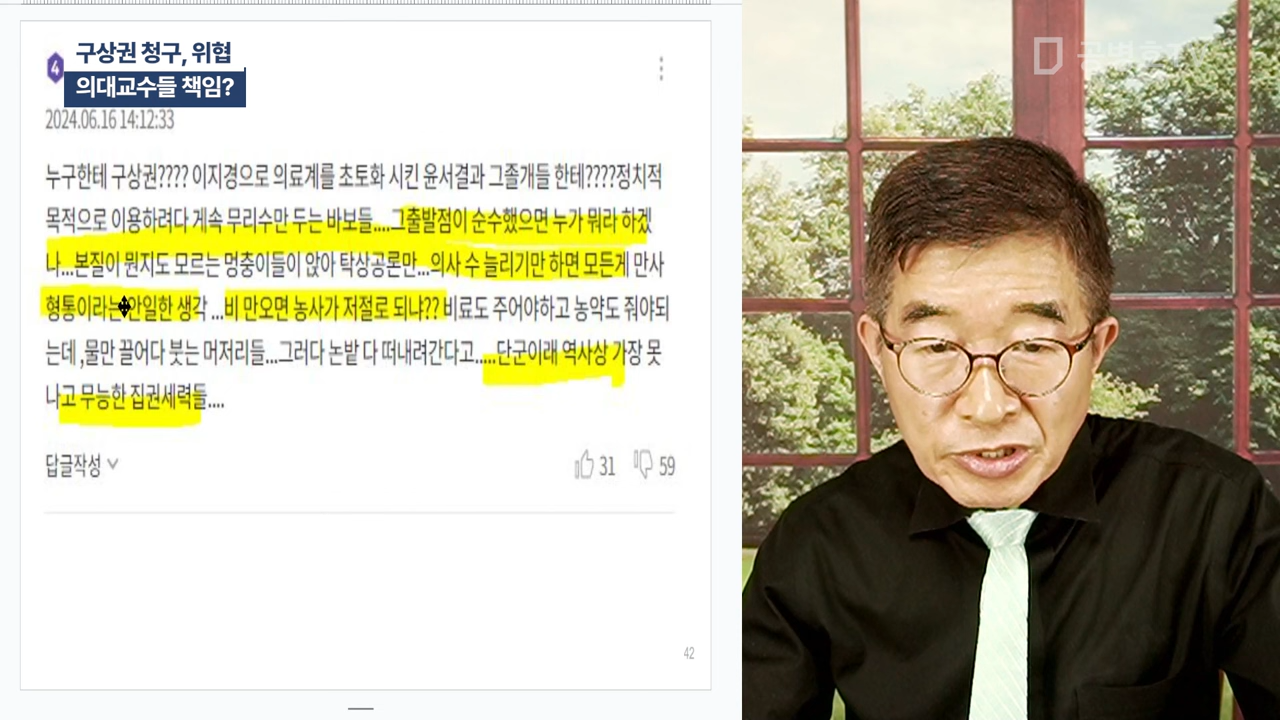 구상권 청구, 위협
의대교수들 책임?
4
2024.06.16 14:12:33
누구한테 구상권???? 이지경으로 의료계를 초토화 시킨 윤서결과 그졸개들 한테????정치적
목적으로 이용하려다 게속 무리수만 두는 바보들....그출발점이 순수했으면 누가 뭐라 하겠
나...본질이 뭔지도 모르는 멍충이들이 앉아 탁상공론만...의사 수 늘리기만 하면 모든게 만사
형통이라는 안일한 생각 ...비 만오면 농사가 저절로 되냐?? 비료도 주어야하고 농약도 줘야되
는데 ,물만 끌어다 붓는 머저리들...그러다 논밭 다 떠내려간다고.....단군이래 역사상 가장 못
나고 무능한 집권세력들....
답글작성
31
59
42